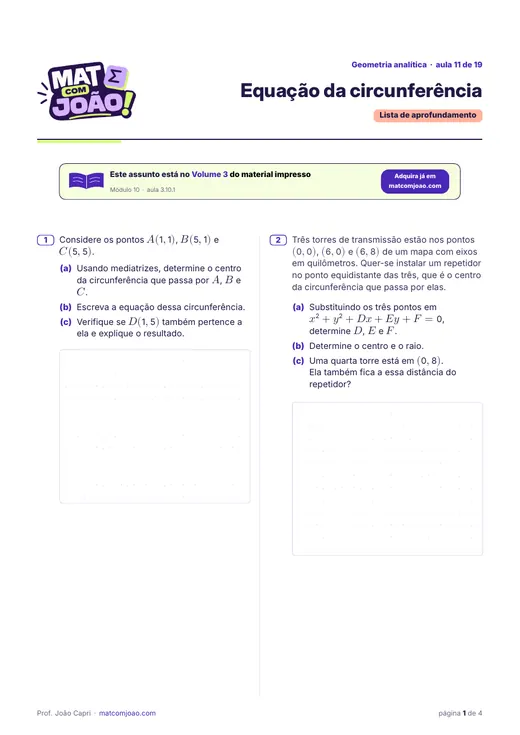 MAT
COM
JOÃO!
Σ
Geometria analítica · aula 11 de 19
Equação da circunferência
Lista de aprofundamento
Este assunto está no Volume 3 do material impresso
Módulo 10 · aula 3.10.1
Adquira já em
matcomjoao.com
1 Considere os pontos A(1, 1), B(5, 1) e
C(5, 5).
(a) Usando mediatrizes, determine o centro
da circunferência que passa por A, B e
C.
(b) Escreva a equação dessa circunferência.
(c) Verifique se D(1, 5) também pertence a
ela e explique o resultado.
2 Três torres de transmissão estão nos pontos
(0, 0), (6, 0) e (6, 8) de um mapa com eixos
em quilômetros. Quer-se instalar um repetidor
no ponto equidistante das três, que é o centro
da circunferência que passa por elas.
(a) Substituindo os três pontos em
x² + y² + Dx + Ey + F = 0,
determine D, E e F.
(b) Determine o centro e o raio.
(c) Uma quarta torre está em (0, 8).
Ela também fica a essa distância do
repetidor?
Prof. João Capri · matcomjoao.com
página 1 de 4